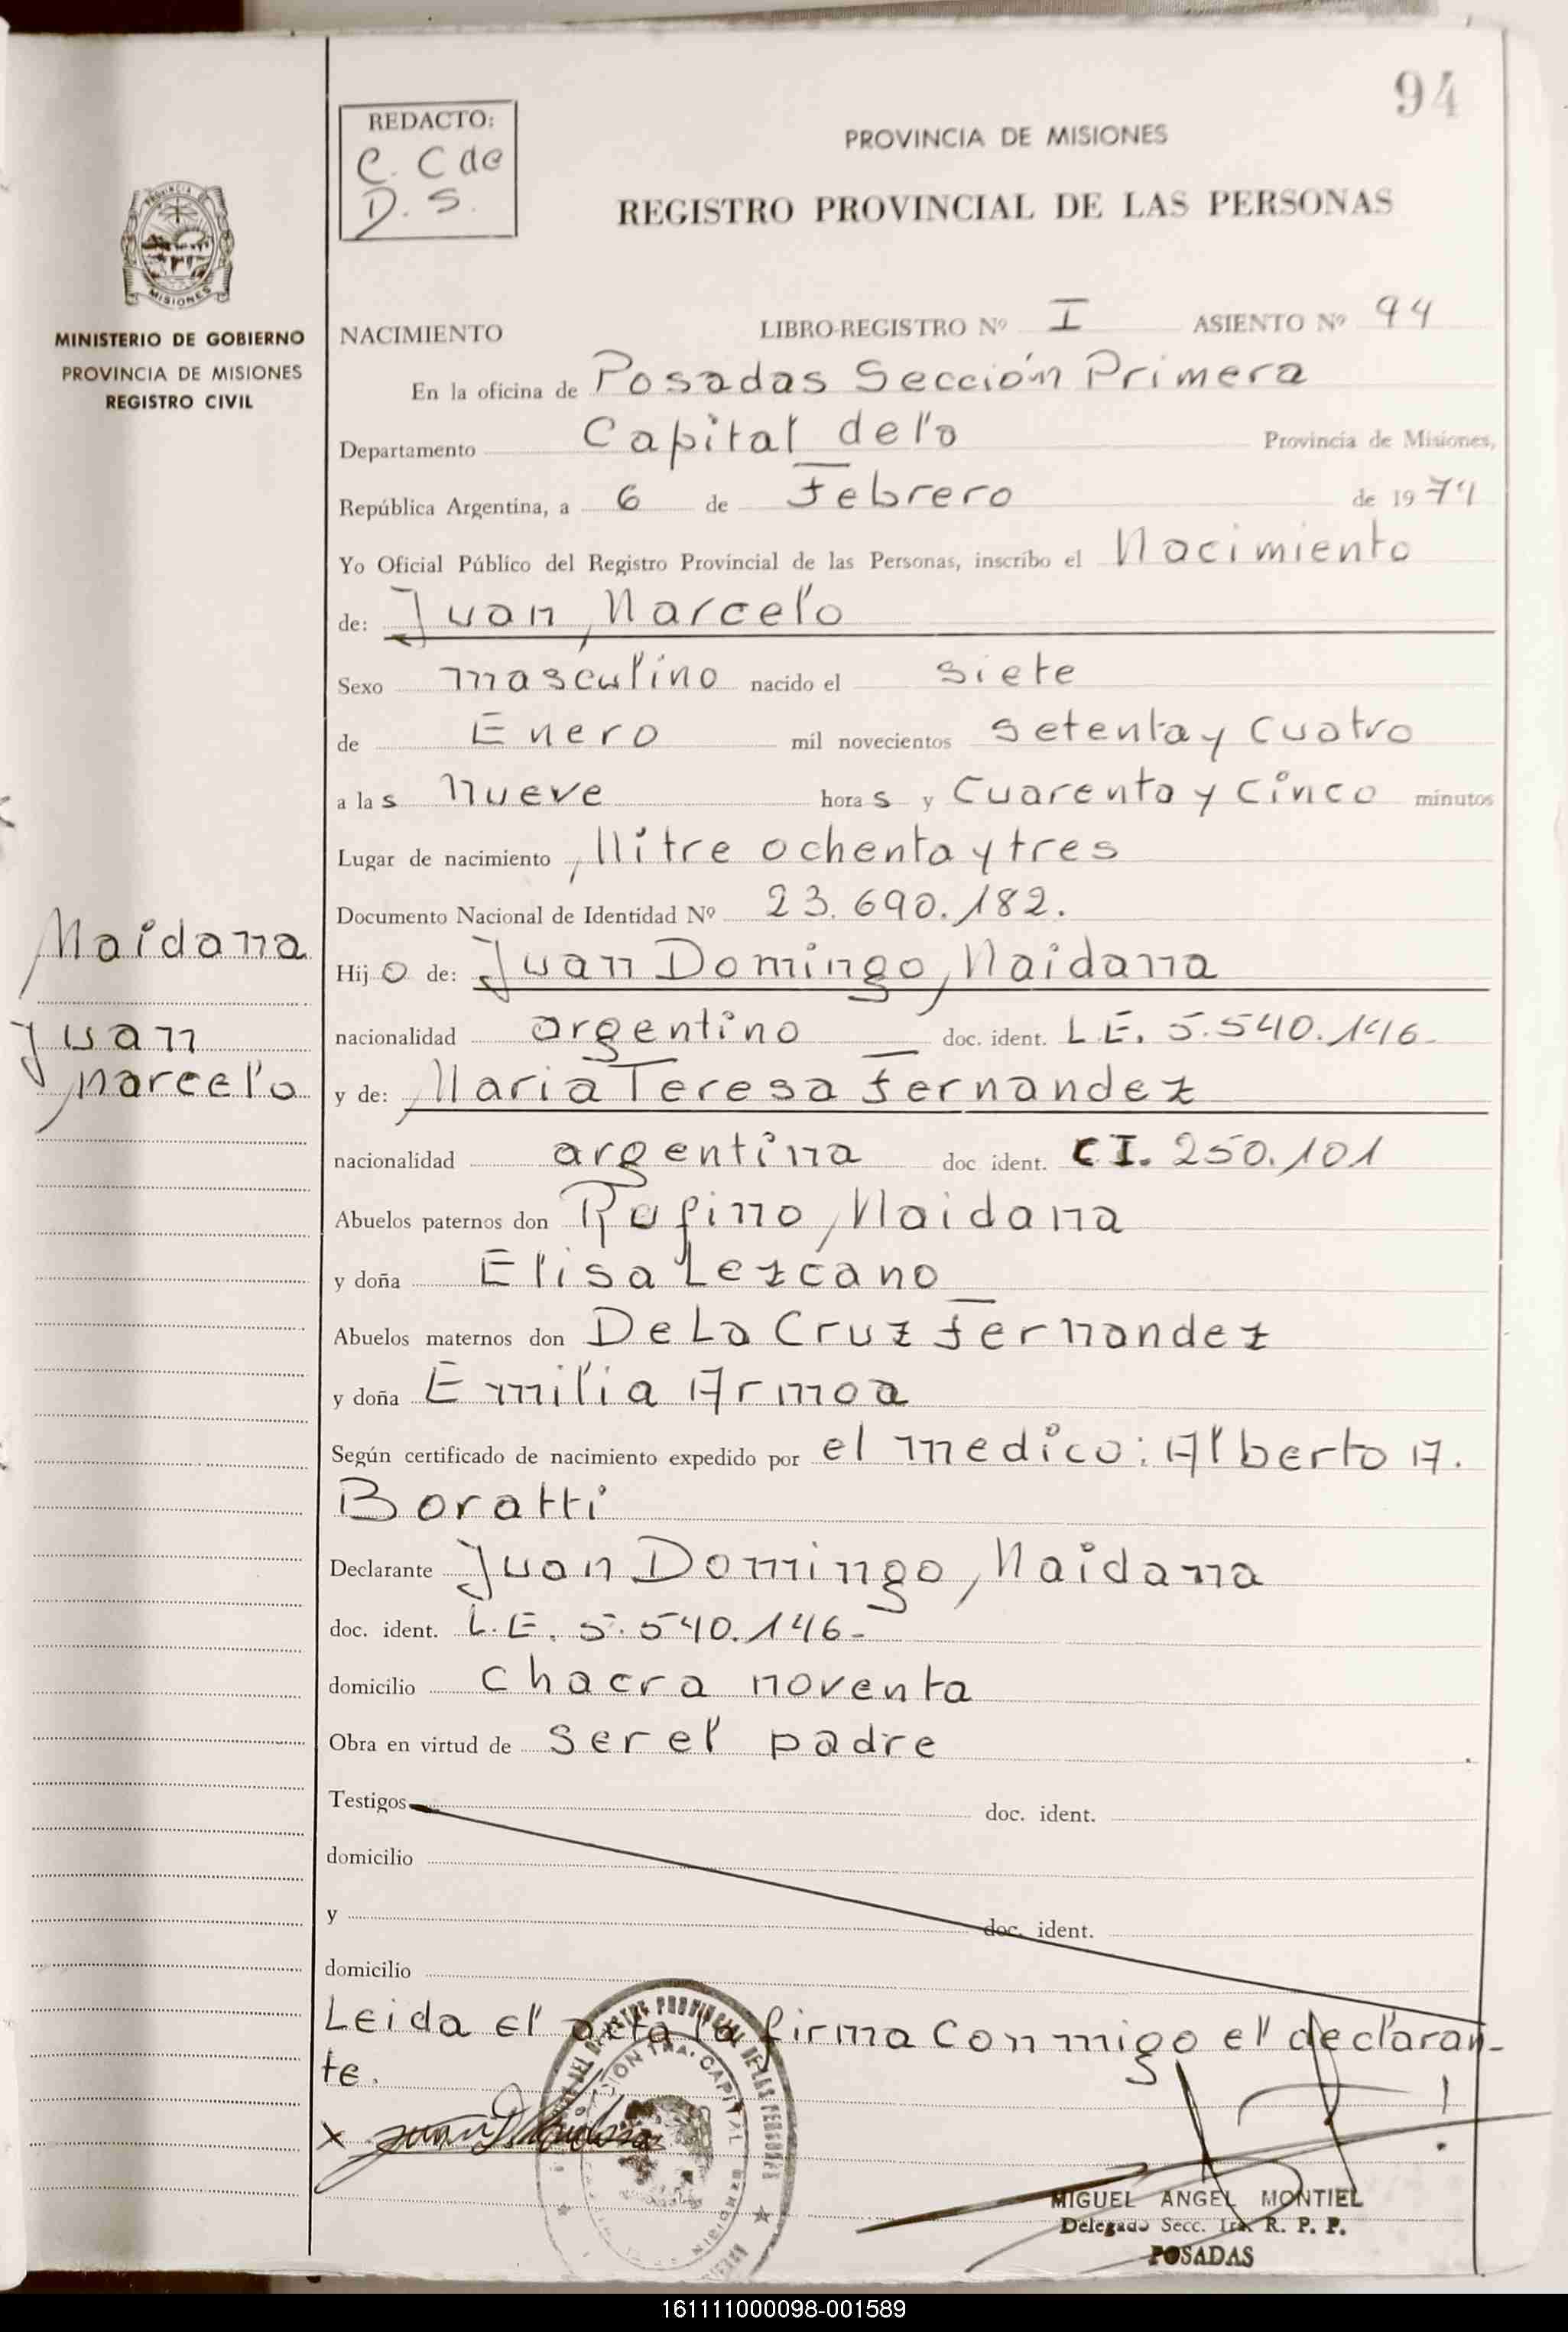 94
REDACTO:
C. C de
D. S.
PROVINCIA DE MISIONES
REGISTRO PROVINCIAL DE LAS PERSONAS
MISIONES
MINISTERIO DE GOBIERNO
PROVINCIA DE MISIONES
REGISTRO CIVIL
NACIMIENTO LIBRO-REGISTRO Nº I ASIENTO Nº 94
En la oficina de Posadas Sección Primera
Departamento Capital de la Provincia de Misiones,
República Argentina, a 6 de Febrero de 1974
Yo Oficial Público del Registro Provincial de las Personas, inscribo el Nacimiento
de: Juan Marcelo
Sexo masculino nacido el siete
de Enero mil novecientos setenta y cuatro
a las nueve horas y cuarenta y cinco minutos
Lugar de nacimiento Mitre ochenta y tres
Documento Nacional de Identidad Nº 23.690.182.
Maidana
Juan
Marcelo
Hijo de: Juan Domingo Maidana
nacionalidad argentino doc. ident. L.E. 5.540.146-
y de: Maria Teresa Fernandez
nacionalidad argentina doc ident. C.I. 250.101
Abuelos paternos don Rufino Maidana
y doña Elisa Lezcano
Abuelos maternos don De La Cruz Fernandez
y doña Emilia Armoa
Según certificado de nacimiento expedido por el medico: Alberto A.
Boratti
Declarante Juan Domingo Maidana
doc. ident. L.E. 5.540.146-
domicilio chacra noventa
Obra en virtud de ser el padre
Testigos doc. ident.
domicilio
y doc. ident.
domicilio
Leida el acta la firma conmigo el declaran-
te.
x
MIGUEL ANGEL MONTIEL
Delegado Secc. 1ra. R. P. P.
POSADAS
161111000098-001589